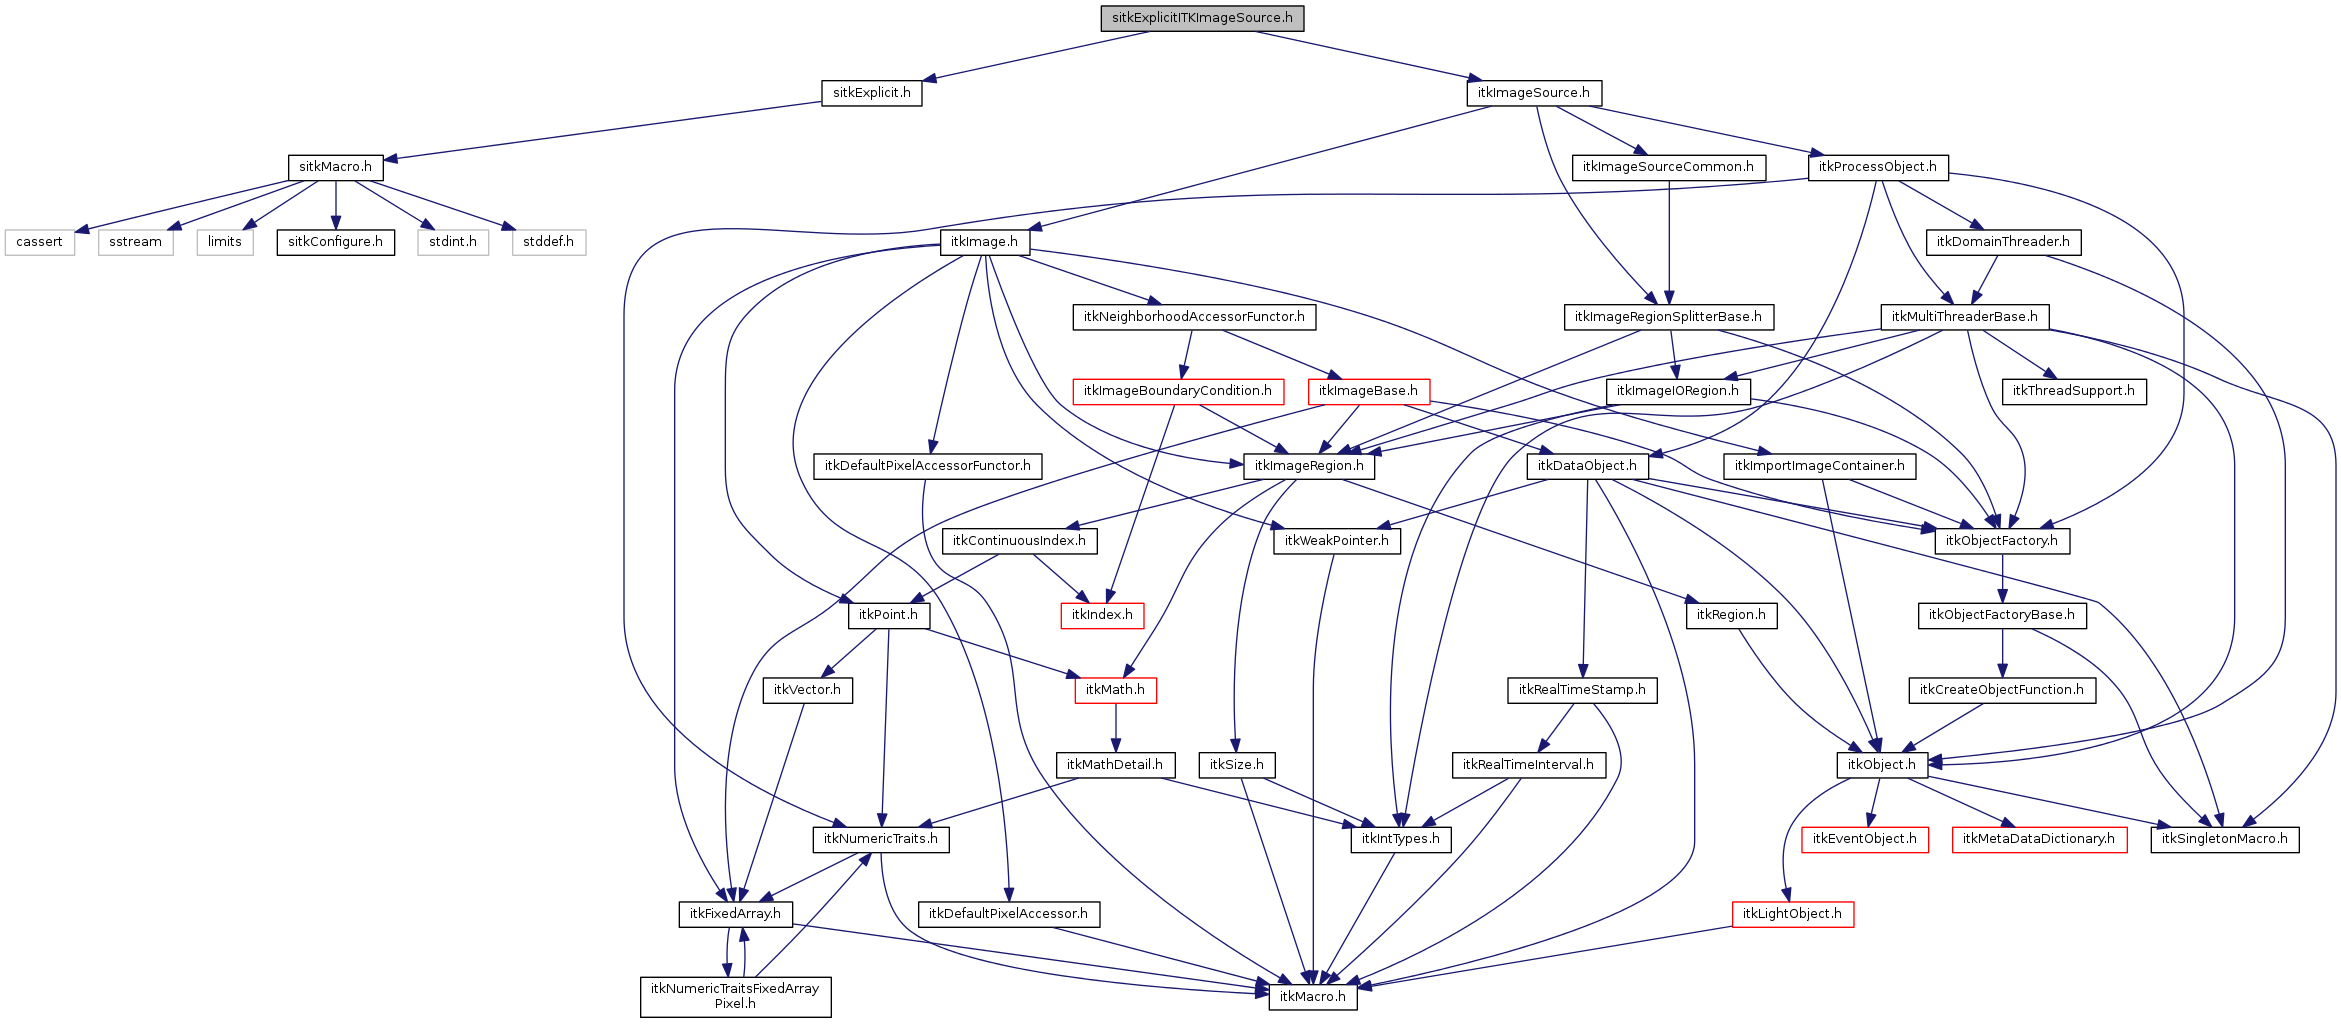 sitkExplicitITKImageSource.h
sitkExplicit.h
itkImageSource.h
sitkMacro.h
itkImageSourceCommon.h
itkProcessObject.h
cassert
sstream
limits
sitkConfigure.h
stdint.h
stddef.h
itkImage.h
itkDomainThreader.h
itkNeighborhoodAccessorFunctor.h
itkImageRegionSplitterBase.h
itkMultiThreaderBase.h
itkImageBoundaryCondition.h
itkImageBase.h
itkImageIORegion.h
itkThreadSupport.h
itkDefaultPixelAccessorFunctor.h
itkImageRegion.h
itkDataObject.h
itkImportImageContainer.h
itkContinuousIndex.h
itkWeakPointer.h
itkObjectFactory.h
itkPoint.h
itkIndex.h
itkRegion.h
itkObjectFactoryBase.h
itkVector.h
itkMath.h
itkRealTimeStamp.h
itkCreateObjectFunction.h
itkMathDetail.h
itkSize.h
itkRealTimeInterval.h
itkObject.h
itkNumericTraits.h
itkIntTypes.h
itkEventObject.h
itkMetaDataDictionary.h
itkSingletonMacro.h
itkFixedArray.h
itkDefaultPixelAccessor.h
itkLightObject.h
itkNumericTraitsFixedArray
Pixel.h
itkMacro.h